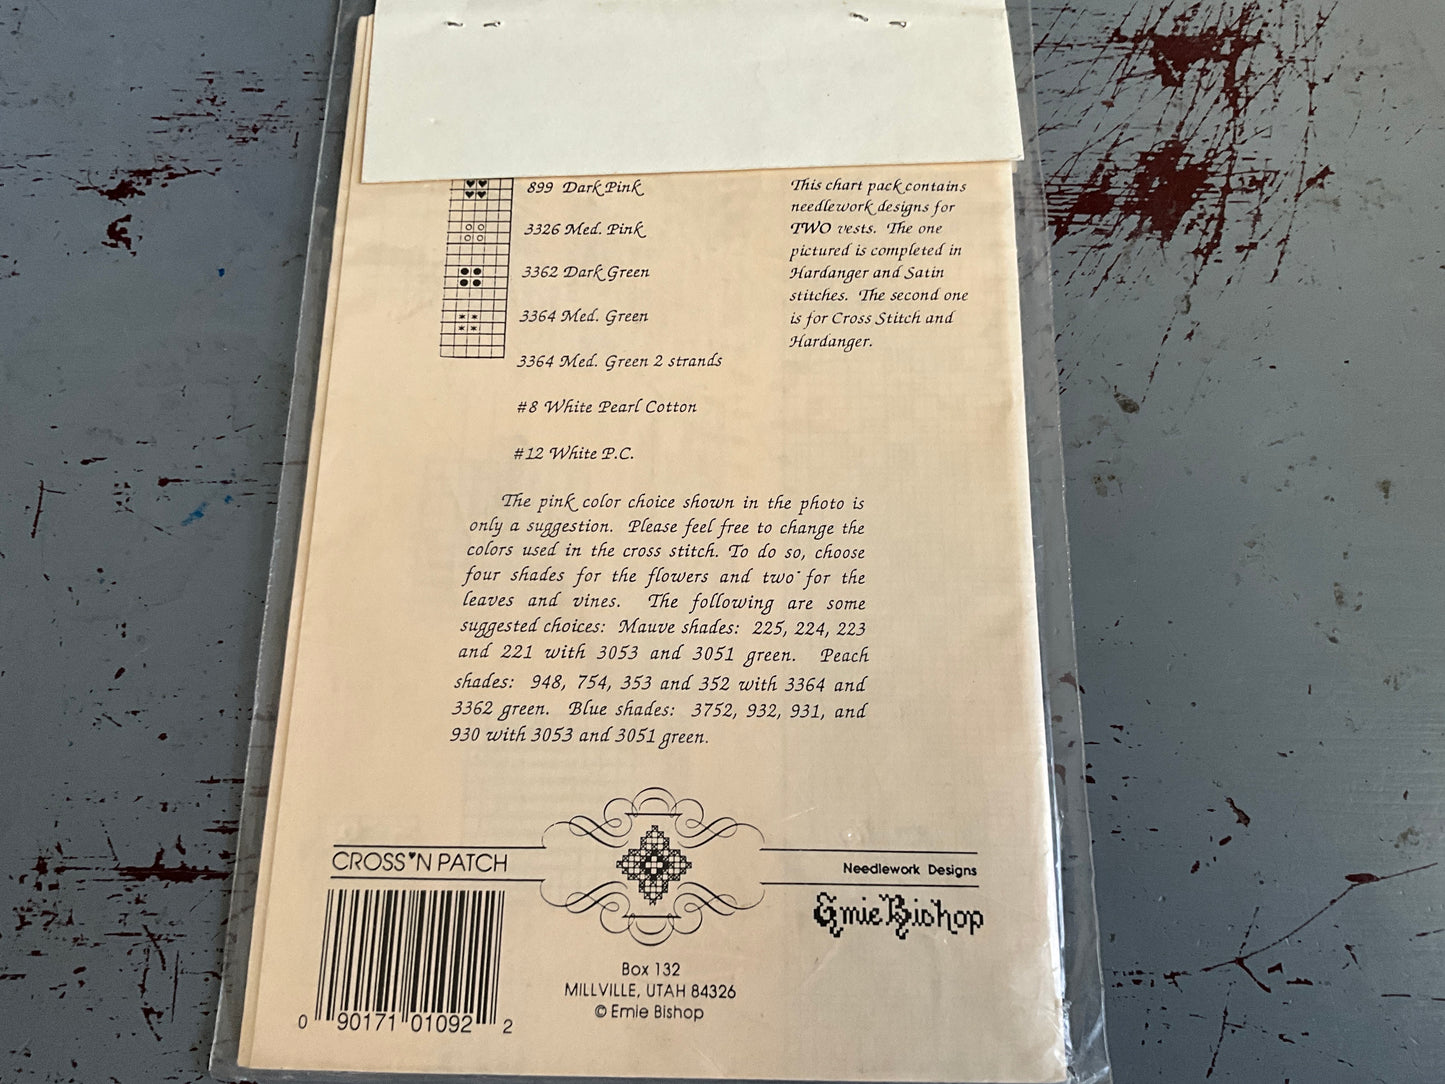 899 Dark Pink
3326 Med. Pink
3362 Dark Green
3364 Med. Green
3364 Med. Green 2 strands
#8 White Pearl Cotton
#12 White P.C.
This chart pack contains
needlework designs for
TWO vests. The one
pictured is completed in
Hardanger and Satin
stitches. The second one
is for Cross Stitch and
Hardanger.
The pink color choice shown in the photo is
only a suggestion. Please feel free to change the
colors used in the cross stitch. To do so, choose
four shades for the flowers and two for the
leaves and vines. The following are some
suggested choices: Mauve shades: 225, 224, 223
and 221 with 3053 and 3051 green. Peach
shades: 948, 754, 353 and 352 with 3364 and
3362 green. Blue shades: 3752, 932, 931, and
930 with 3053 and 3051 green.
CROSS♥N PATCH
Needlework Designs
Emie Bishop
Box 132
MILLVILLE, UTAH 84326
© Emie Bishop
0 90171 01092 2